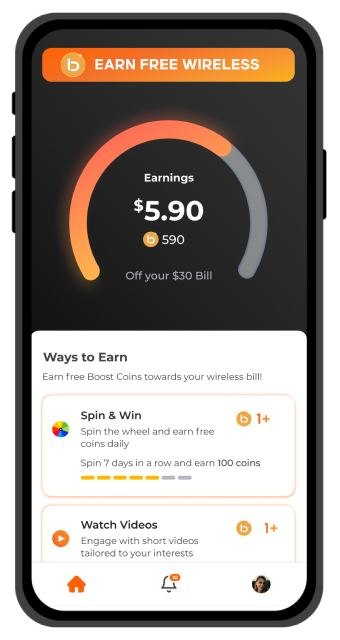 EARN FREE WIRELESS
Earnings
$5.90
590
Off your $30 Bill
Ways to Earn
Earn free Boost Coins towards your wireless bill!
Spin & Win
1+
Spin the wheel and earn free
coins daily
Spin 7 days in a row and earn 100 coins
Watch Videos
1+
Engage with short videos
tailored to your interests
10